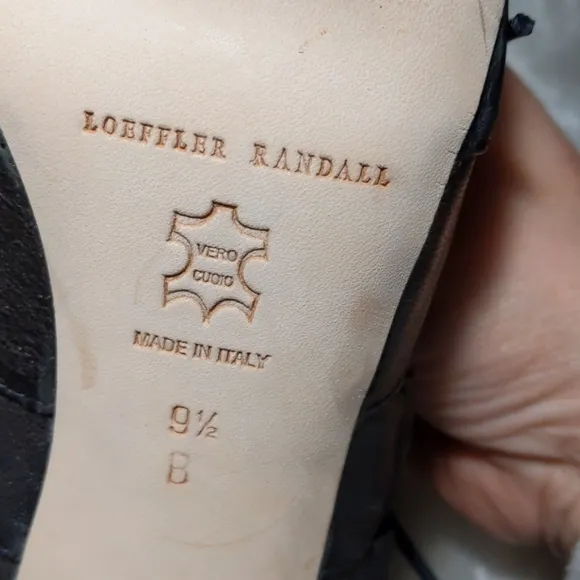 LOEFFLER RANDALL
VERO
CUOIO
MADE IN ITALY
9½
B